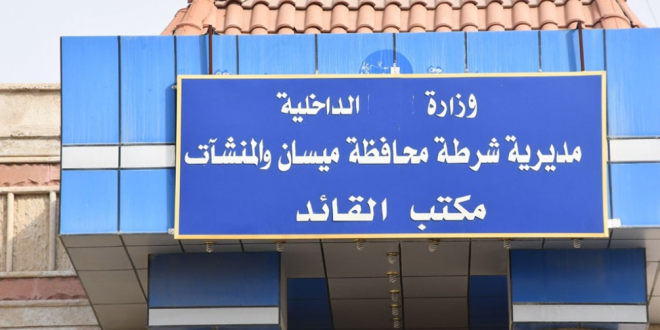 وزارة الداخلية
مديرية شرطة محافظة ميسان والمنشآت
مكتب القائد